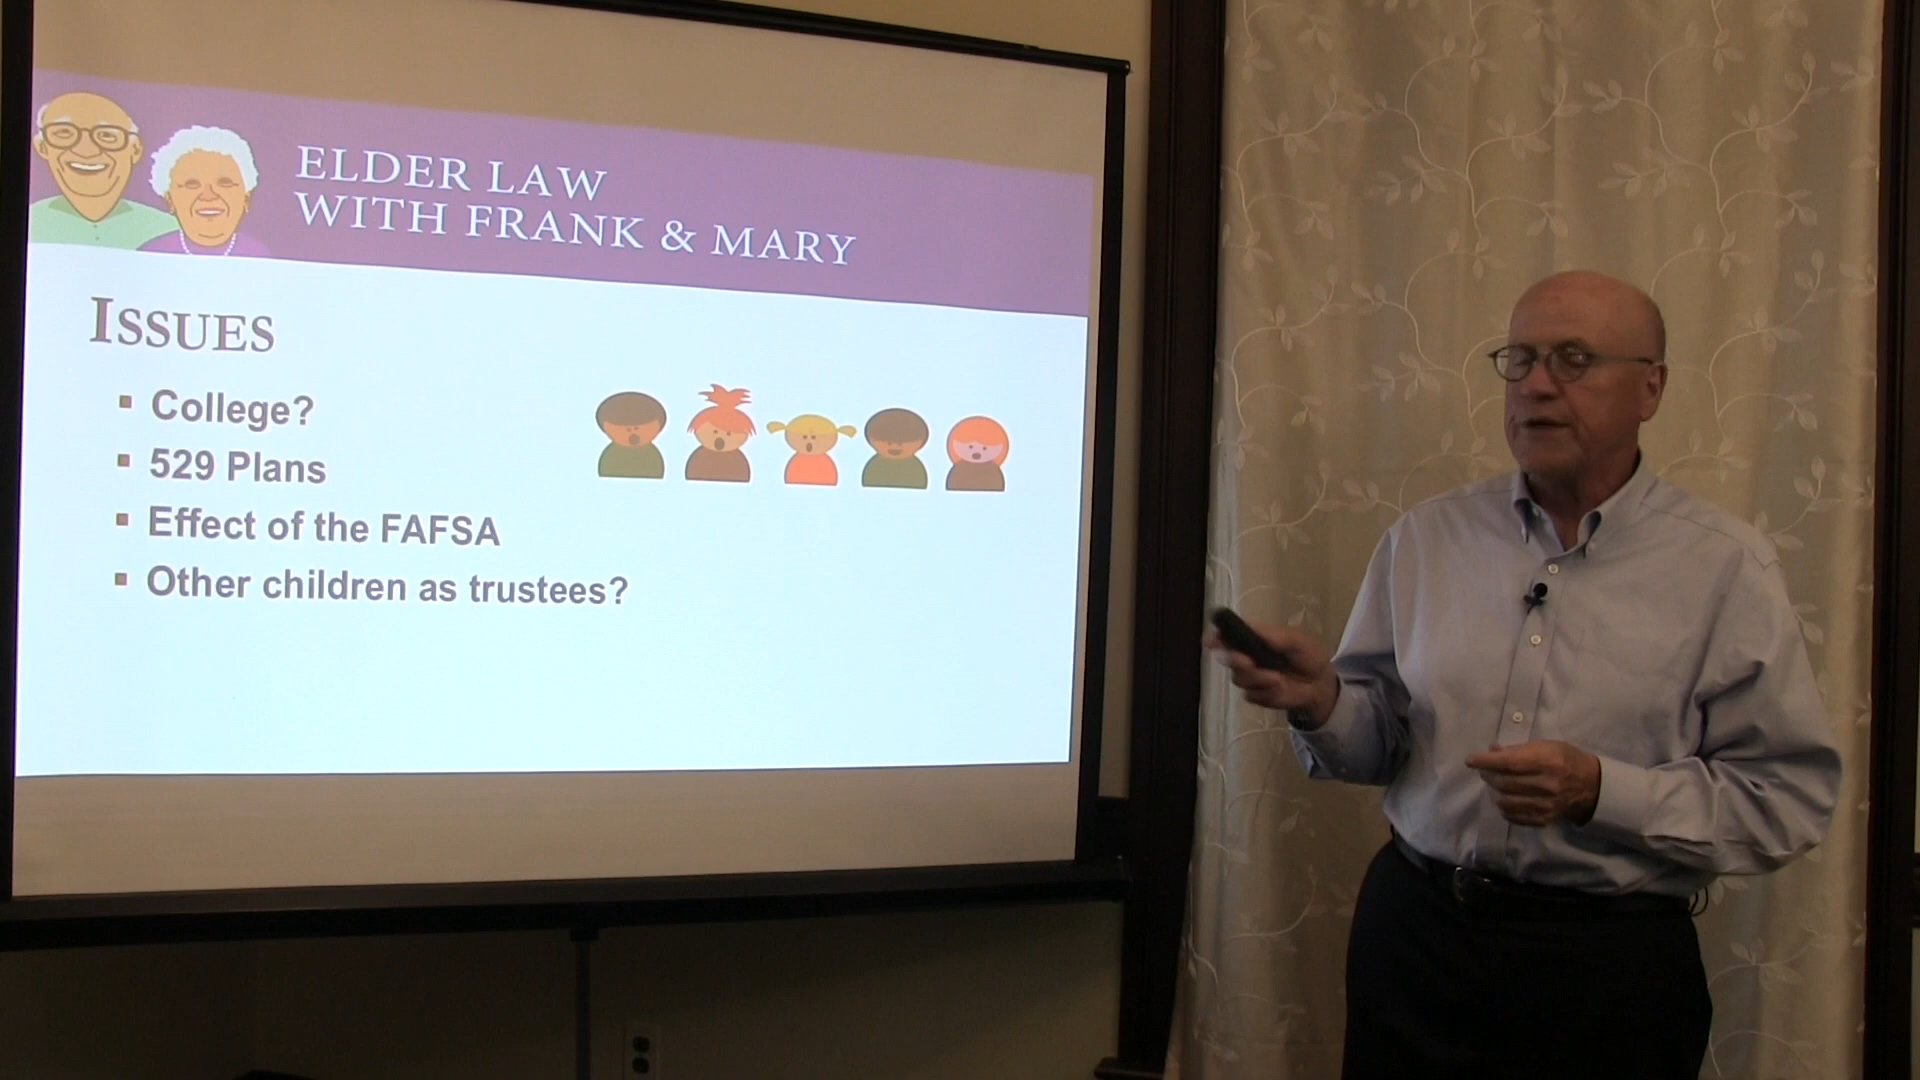 ELDER LAW
WITH FRANK & MARY
ISSUES
College?
529 Plans
Effect of the FAFSA
Other children as trustees?